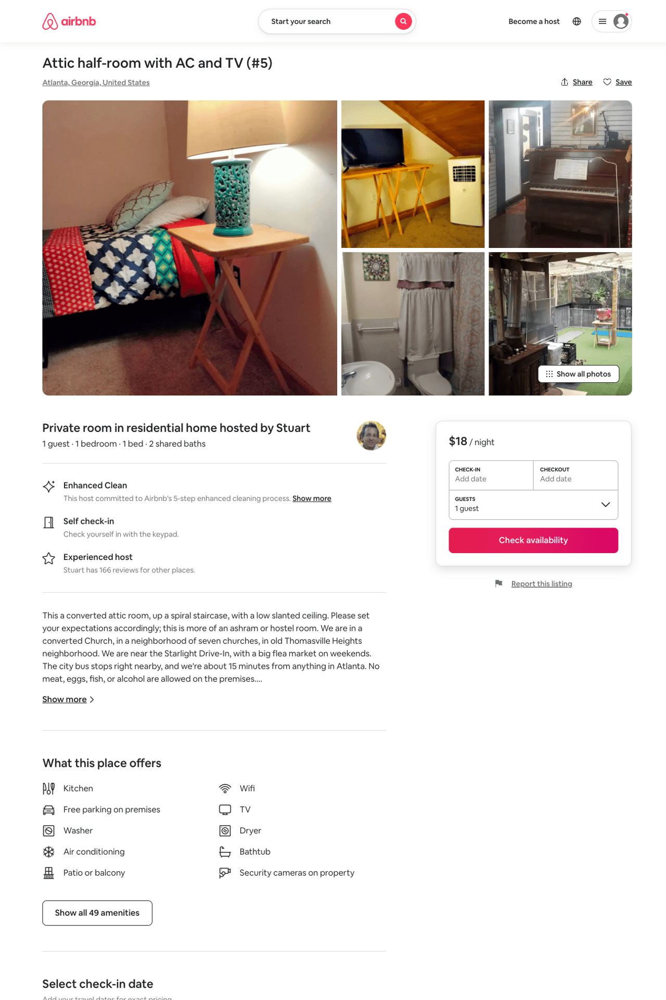 airbnb
Start your search
Become a host
Attic half-room with AC and TV (#5)
Atlanta, Georgia, United States
Share
Save
Show all photos
Private room in residential home hosted by Stuart
1 guest · 1 bedroom · 1 bed · 2 shared baths
Enhanced Clean
This host committed to Airbnb's 5-step enhanced cleaning process. Show more
Self check-in
Check yourself in with the keypad.
Experienced host
Stuart has 166 reviews for other places.
$18 / night
CHECK-IN
Add date
CHECKOUT
Add date
GUESTS
1 guest
Check availability
Report this listing
This a converted attic room, up a spiral staircase, with a low slanted ceiling. Please set
your expectations accordingly; this is more of an ashram or hostel room. We are in a
converted Church, in a neighborhood of seven churches, in old Thomasville Heights
neighborhood. We are near the Starlight Drive-In, with a big flea market on weekends.
The city bus stops right nearby, and we're about 15 minutes from anything in Atlanta. No
meat, eggs, fish, or alcohol are allowed on the premises....
Show more
What this place offers
Kitchen
Wifi
Free parking on premises
TV
Washer
Dryer
Air conditioning
Bathtub
Patio or balcony
Security cameras on property
Show all 49 amenities
Select check-in date
Add your travel dates for exact pricing